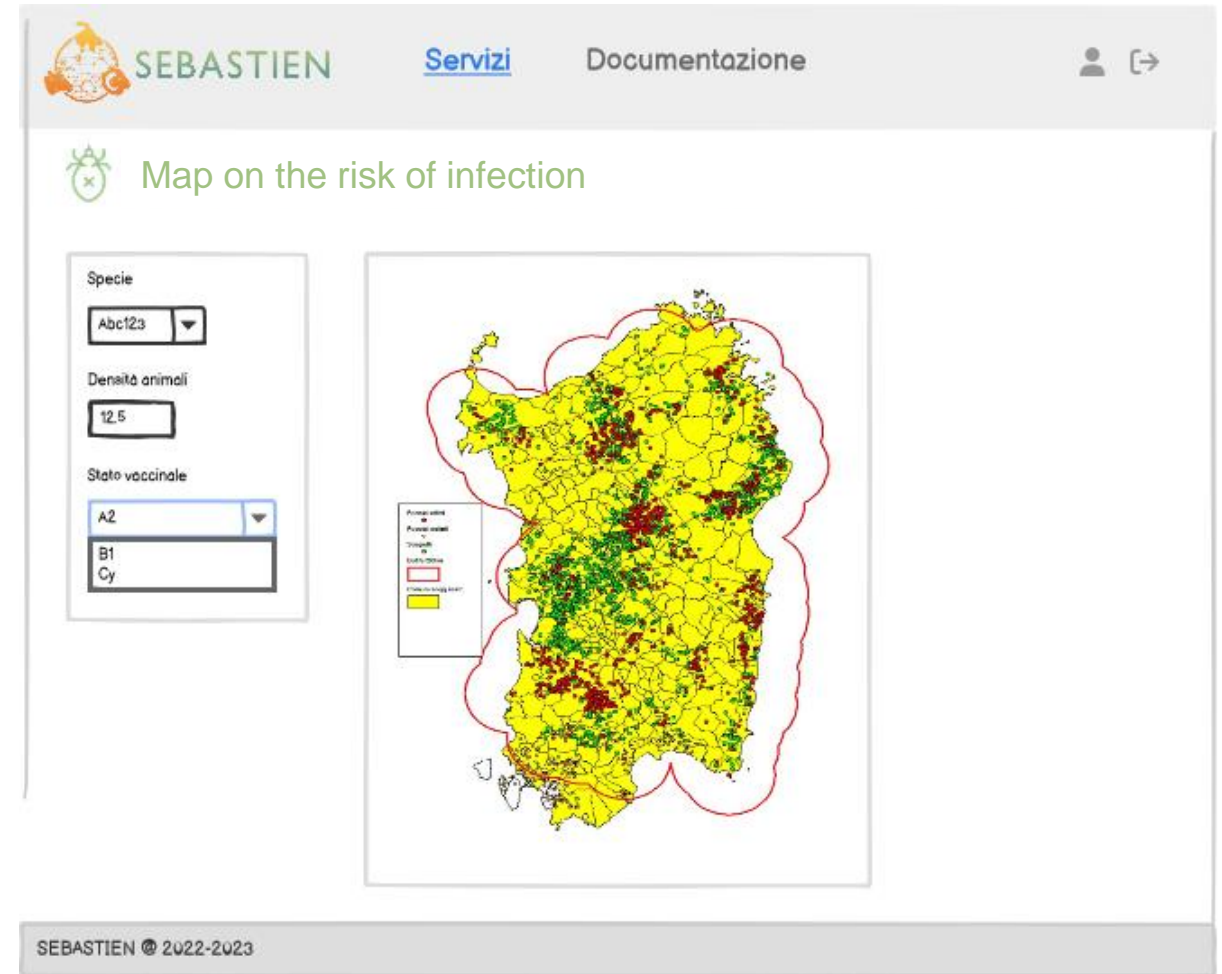 SEBASTIEN
Servizi
Documentazione
Map on the risk of infection
Specie
Abc123
Densità animali
12.5
Stato vaccinale
A2
B1
Cy
SEBASTIEN @ 2022-2023